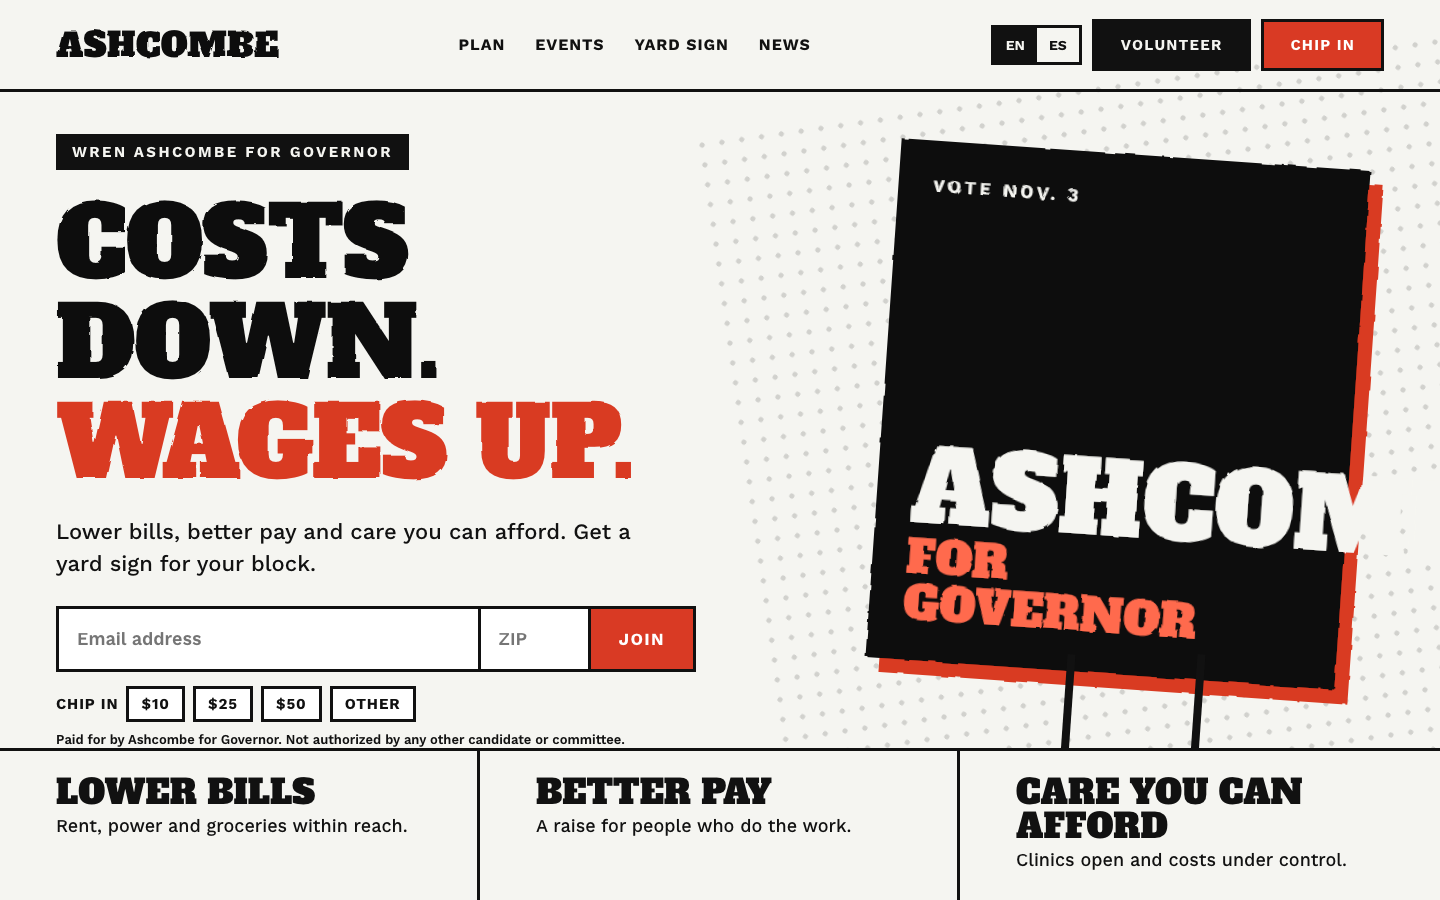 ASHCOMBE
PLAN EVENTS YARD SIGN NEWS
EN ES
VOLUNTEER
CHIP IN
WREN ASHCOMBE FOR GOVERNOR
COSTS
DOWN.
WAGES UP.
Lower bills, better pay and care you can afford. Get a
yard sign for your block.
Email address
ZIP
JOIN
CHIP IN $10 $25 $50 OTHER
Paid for by Ashcombe for Governor. Not authorized by any other candidate or committee.
VOTE NOV. 3
ASHCOM
FOR
GOVERNOR
LOWER BILLS
Rent, power and groceries within reach.
BETTER PAY
A raise for people who do the work.
CARE YOU CAN
AFFORD
Clinics open and costs under control.